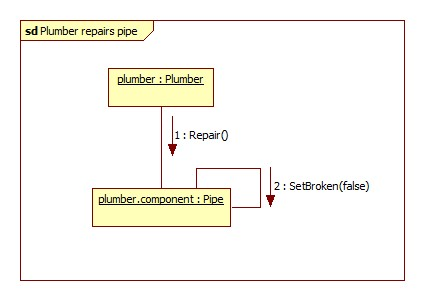 sd Plumber repairs pipe
plumber : Plumber
1 : Repair()
plumber.component : Pipe
2 : SetBroken(false)